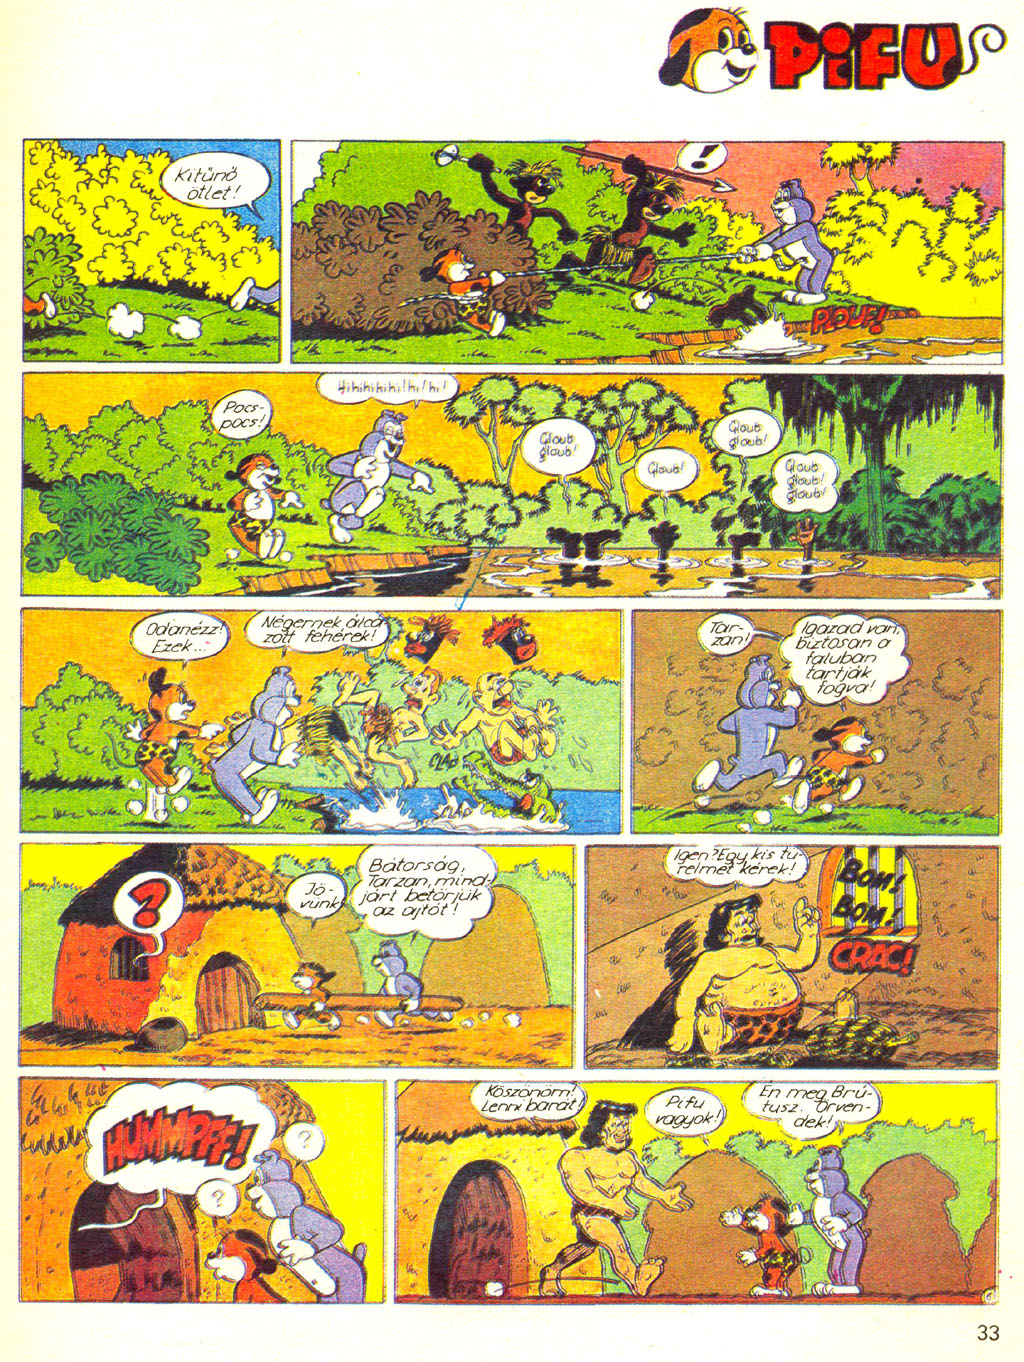 PIFU
Kitűnő
ötlet!
!
PLOUF!
Pocs-
pocs!
Hihihihihi!hi!hi!
Gloub
gloub!
Gloub!
Gloub
gloub!
Gloub
gloub!
gloub!
Odanézz!
Ezek...
Négernek álcá
zott fehérek!
CLAC
Tar-
zan!
Igazad van,
biztosan a
faluban
tartják
fogva!
?
Jö-
vünk
Bátorság,
Tarzan, mind-
járt betörjük
az ajtót!
Igen? Egy kis tü-
relmet kérek!
BOM!
BOM!
CRAC!
HUMMPFF!
?
?
Köszönöm!
Lenni barát!
Pifu
vagyok!
Én meg Brú-
tusz. Örven-
dek!
33